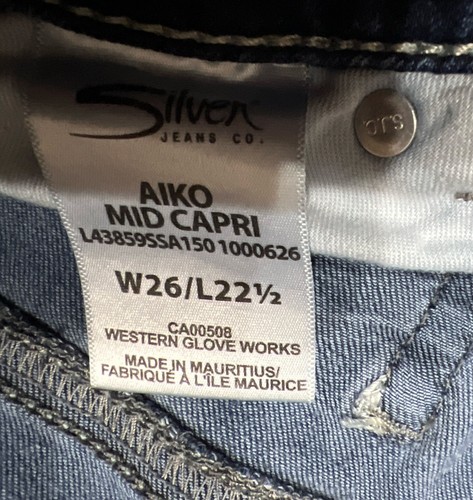 Silver
JEANS CO.
S.J.C.
AIKO
MID CAPRI
L43859SSA150 1000626
W26/L22½
CA00508
WESTERN GLOVE WORKS
MADE IN MAURITIUS/
FABRIQUÉ À L'ÎLE MAURICE